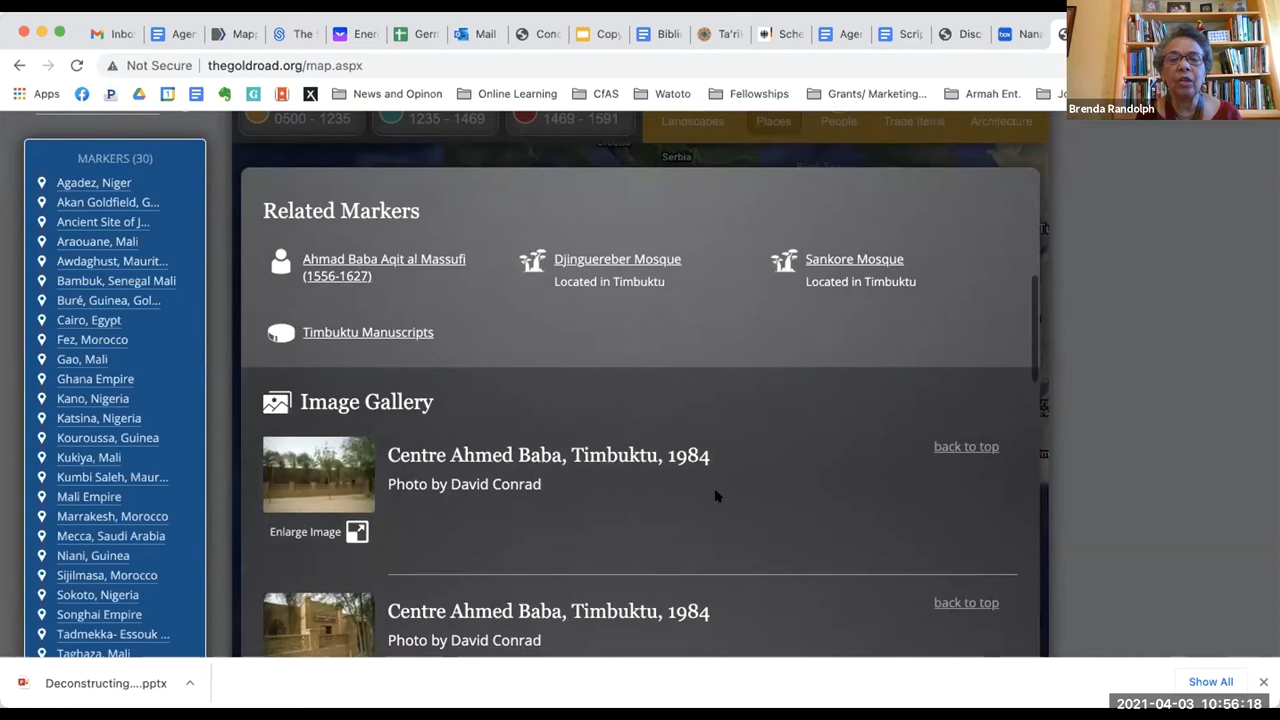 Inbo
Agen
Mapp
The I
Ener
Gerr
Mail
Conc
Copy
Bibli
Ta'rik
Sche
Agen
Scrip
Disc
Nana
Not Secure
thegoldroad.org/map.aspx
Apps
News and Opinon
Online Learning
CfAS
Watoto
Fellowships
Grants/ Marketing...
Armah Ent.
Jo
Brenda Randolph
0500 - 1235
1235 - 1469
1469 - 1591
Landscapes
Places
People
Trade Items
Architecture
Serbia
MARKERS (30)
Agadez, Niger
Akan Goldfield, G...
Ancient Site of J...
Araouane, Mali
Awdaghust, Maurit...
Bambuk, Senegal Mali
Buré, Guinea, Gol...
Cairo, Egypt
Fez, Morocco
Gao, Mali
Ghana Empire
Kano, Nigeria
Katsina, Nigeria
Kouroussa, Guinea
Kukiya, Mali
Kumbi Saleh, Maur...
Mali Empire
Marrakesh, Morocco
Mecca, Saudi Arabia
Niani, Guinea
Sijilmasa, Morocco
Sokoto, Nigeria
Songhai Empire
Tadmekka- Essouk ...
Taghaza, Mali
Related Markers
Ahmad Baba Aqit al Massufi
(1556-1627)
Djinguereber Mosque
Located in Timbuktu
Sankore Mosque
Located in Timbuktu
Timbuktu Manuscripts
Image Gallery
Centre Ahmed Baba, Timbuktu, 1984
back to top
Photo by David Conrad
Enlarge Image
Centre Ahmed Baba, Timbuktu, 1984
back to top
Photo by David Conrad
Deconstructing....pptx
Show All
2021-04-03 10:56:18